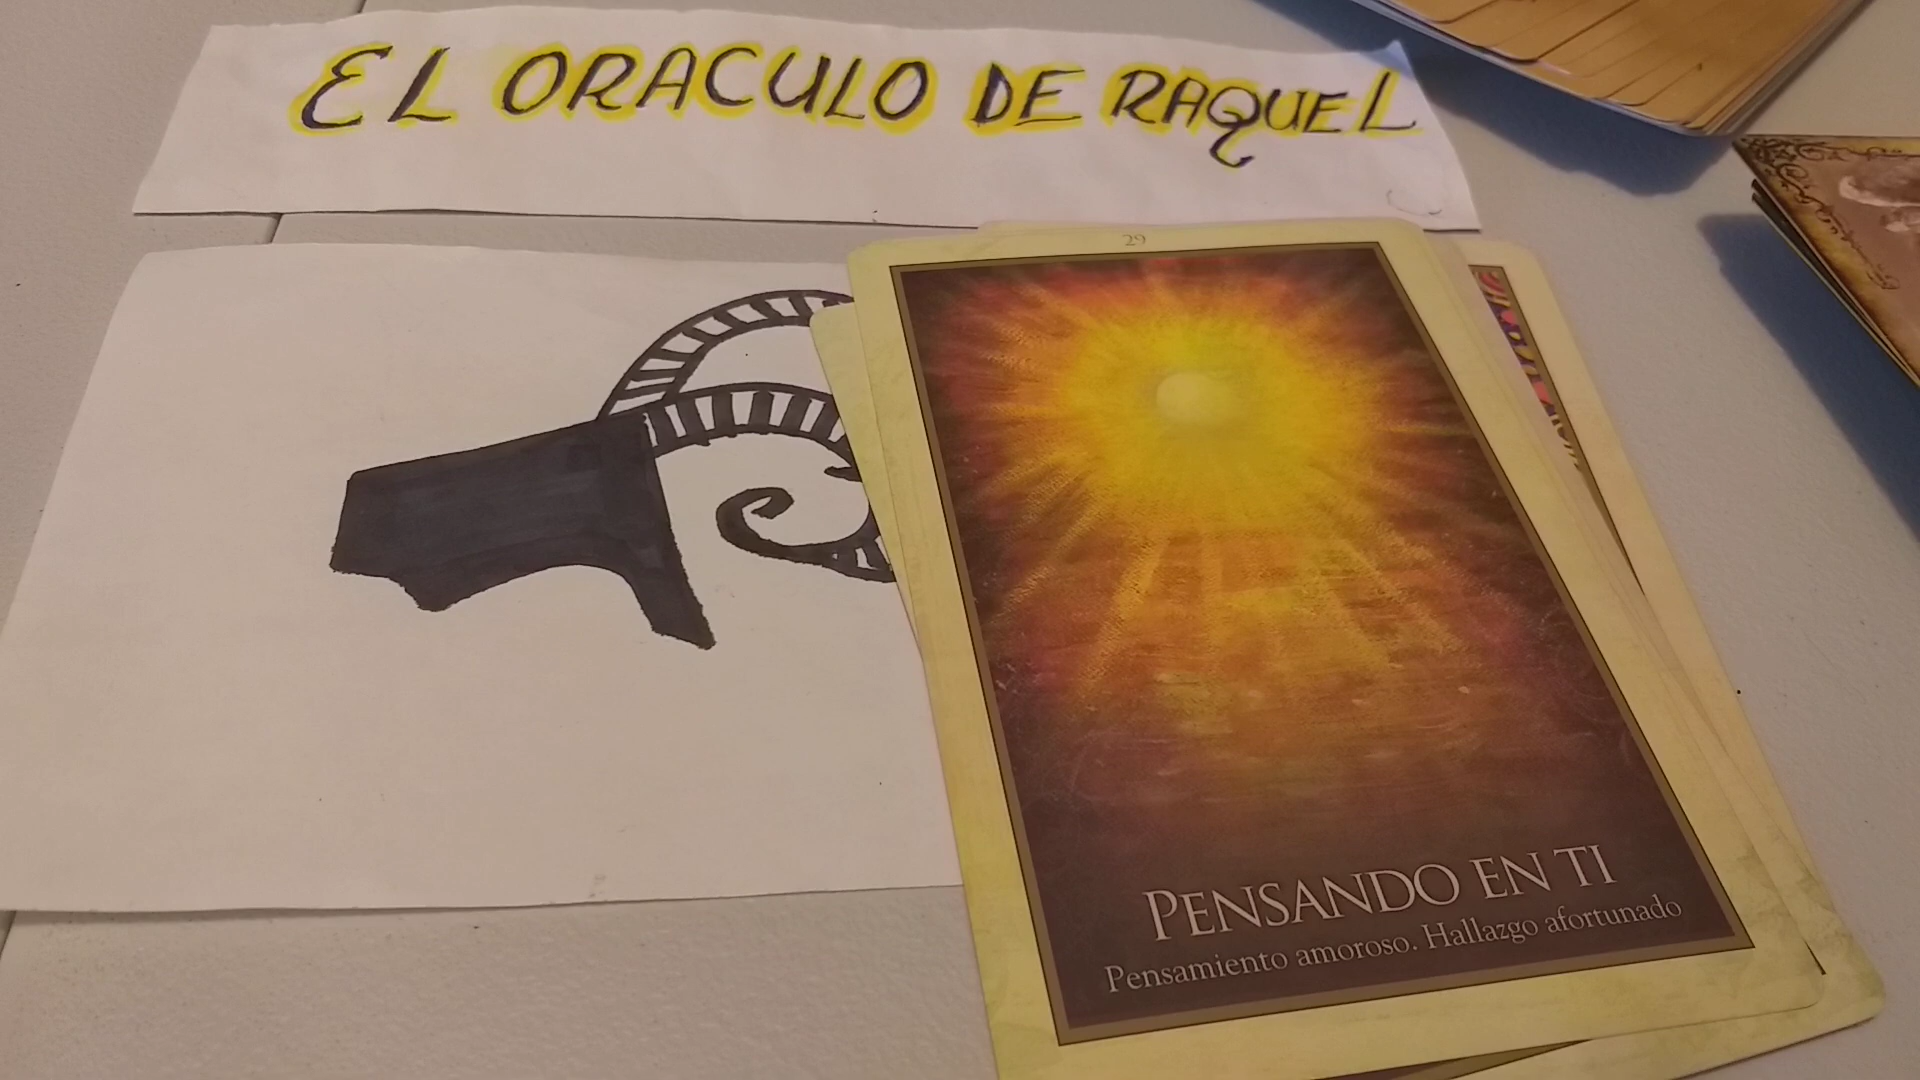 EL ORACULO DE RAQUEL
29
PENSANDO EN TI
Pensamiento amoroso. Hallazgo afortunado